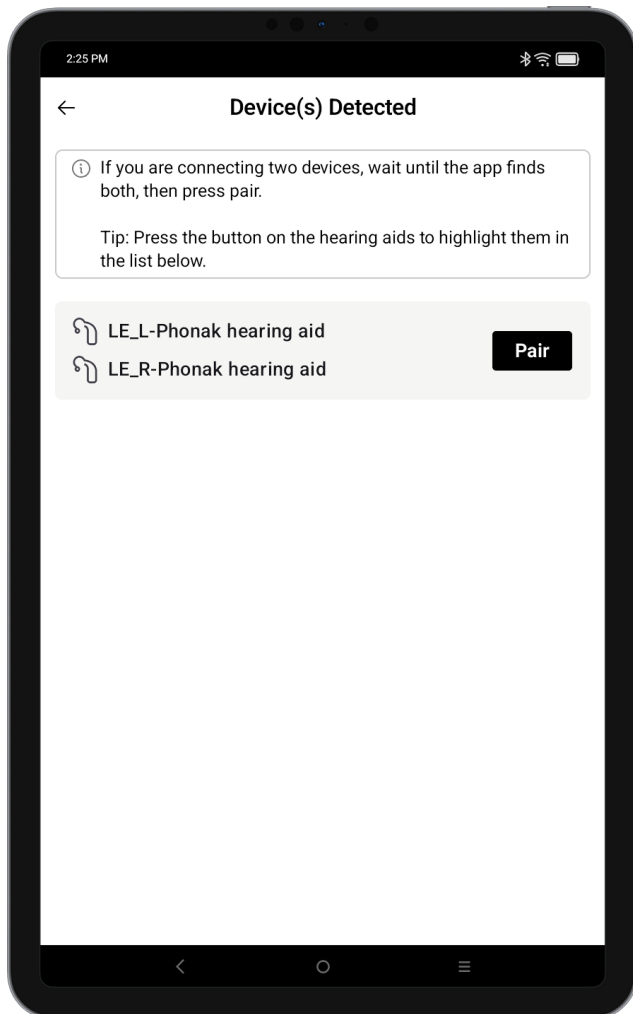 2:25 PM
Device(s) Detected
If you are connecting two devices, wait until the app finds
both, then press pair.
Tip: Press the button on the hearing aids to highlight them in
the list below.
LE_L-Phonak hearing aid
LE_R-Phonak hearing aid
Pair